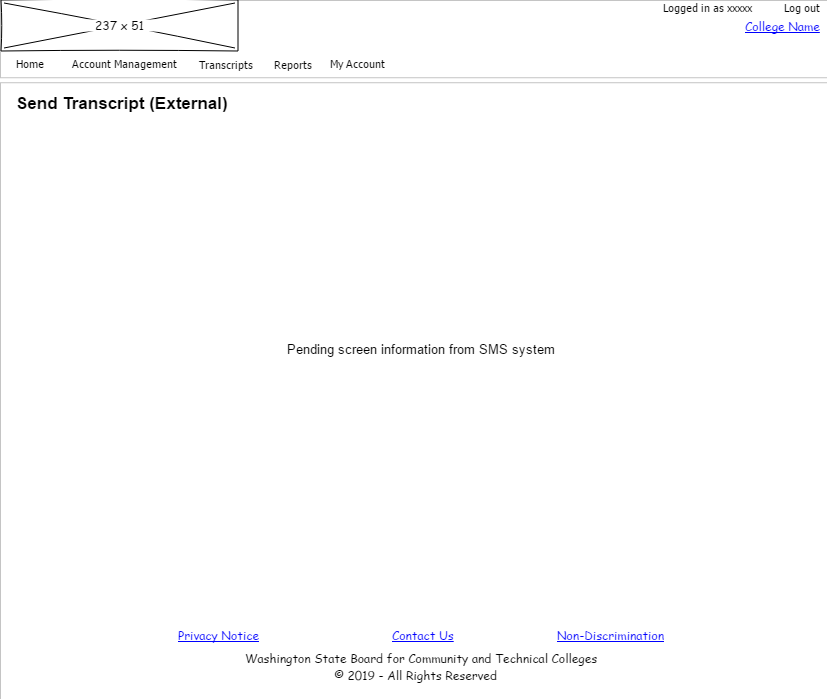 237 x 51
Logged in as xxxxx Log out
College Name
Home Account Management Transcripts Reports My Account
Send Transcript (External)
Pending screen information from SMS system
Privacy Notice Contact Us Non-Discrimination
Washington State Board for Community and Technical Colleges
© 2019 - All Rights Reserved